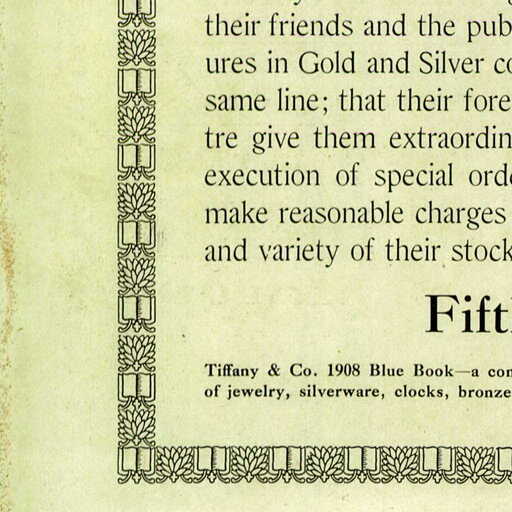 their friends and the pub
ures in Gold and Silver co
same line; that their fore
tre give them extraordin
execution of special orde
make reasonable charges
and variety of their stock
Fift
Tiffany & Co. 1908 Blue Book—a con
of jewelry, silverware, clocks, bronze